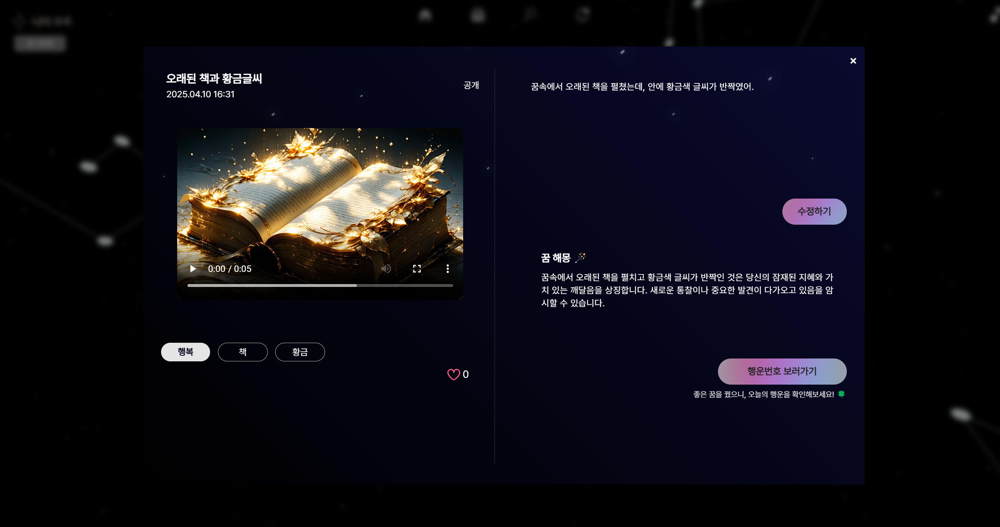 오래된 책과 황금글씨
2025.04.10 16:31
공개
0:00 / 0:05
행복
책
황금
0
꿈속에서 오래된 책을 펼쳤는데, 안에 황금색 글씨가 반짝였어.
수정하기
꿈 해몽 🪄
꿈속에서 오래된 책을 펼치고 황금색 글씨가 반짝인 것은 당신의 잠재된 지혜와 가
치 있는 깨달음을 상징합니다. 새로운 통찰이나 중요한 발견이 다가오고 있음을 암
시할 수 있습니다.
행운번호 보러가기
좋은 꿈을 꿨으니, 오늘의 행운을 확인해보세요! 🍀